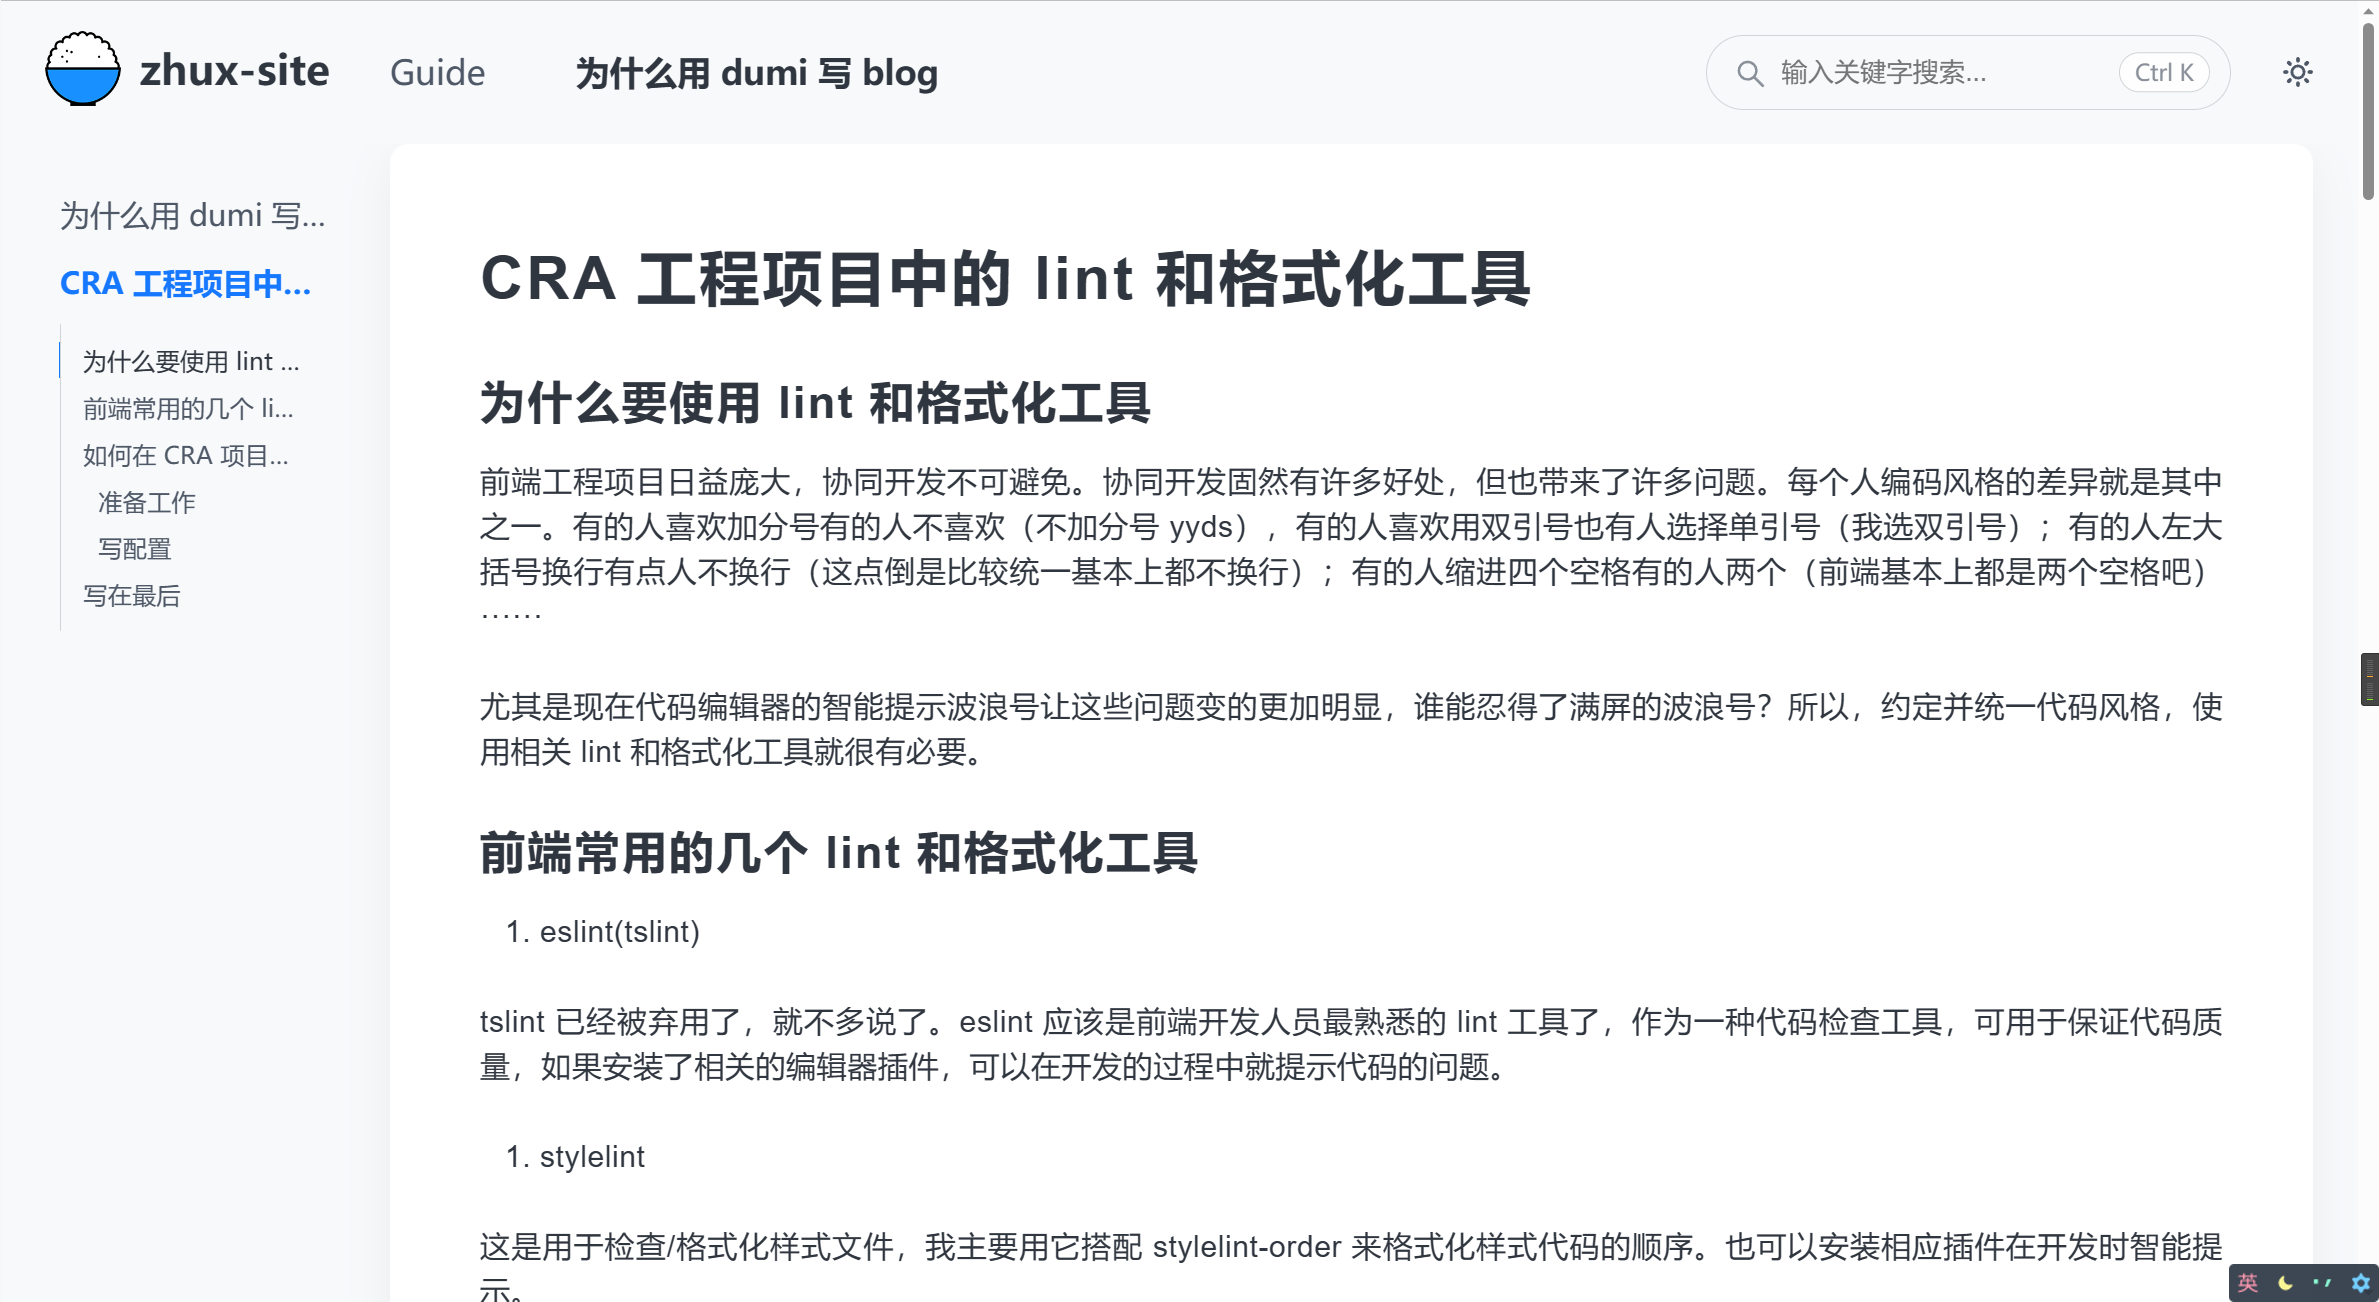 zhux-site
Guide
为什么用 dumi 写 blog
输入关键字搜索...
Ctrl K
为什么用 dumi 写...
CRA 工程项目中...
为什么要使用 lint ...
前端常用的几个 li...
如何在 CRA 项目...
准备工作
写配置
写在最后
CRA 工程项目中的 lint 和格式化工具
为什么要使用 lint 和格式化工具
前端工程项目日益庞大，协同开发不可避免。协同开发固然有许多好处，但也带来了许多问题。每个人编码风格的差异就是其中
之一。有的人喜欢加分号有的人不喜欢（不加分号 yyds），有的人喜欢用双引号也有人选择单引号（我选双引号）；有的人左大
括号换行有点人不换行（这点倒是比较统一基本上都不换行）；有的人缩进四个空格有的人两个（前端基本上都是两个空格吧）
……
尤其是现在代码编辑器的智能提示波浪号让这些问题变的更加明显，谁能忍得了满屏的波浪号？所以，约定并统一代码风格，使
用相关 lint 和格式化工具就很有必要。
前端常用的几个 lint 和格式化工具
1. eslint(tslint)
tslint 已经被弃用了，就不多说了。eslint 应该是前端开发人员最熟悉的 lint 工具了，作为一种代码检查工具，可用于保证代码质
量，如果安装了相关的编辑器插件，可以在开发的过程中就提示代码的问题。
1. stylelint
这是用于检查/格式化样式文件，我主要用它搭配 stylelint-order 来格式化样式代码的顺序。也可以安装相应插件在开发时智能提
示。
英